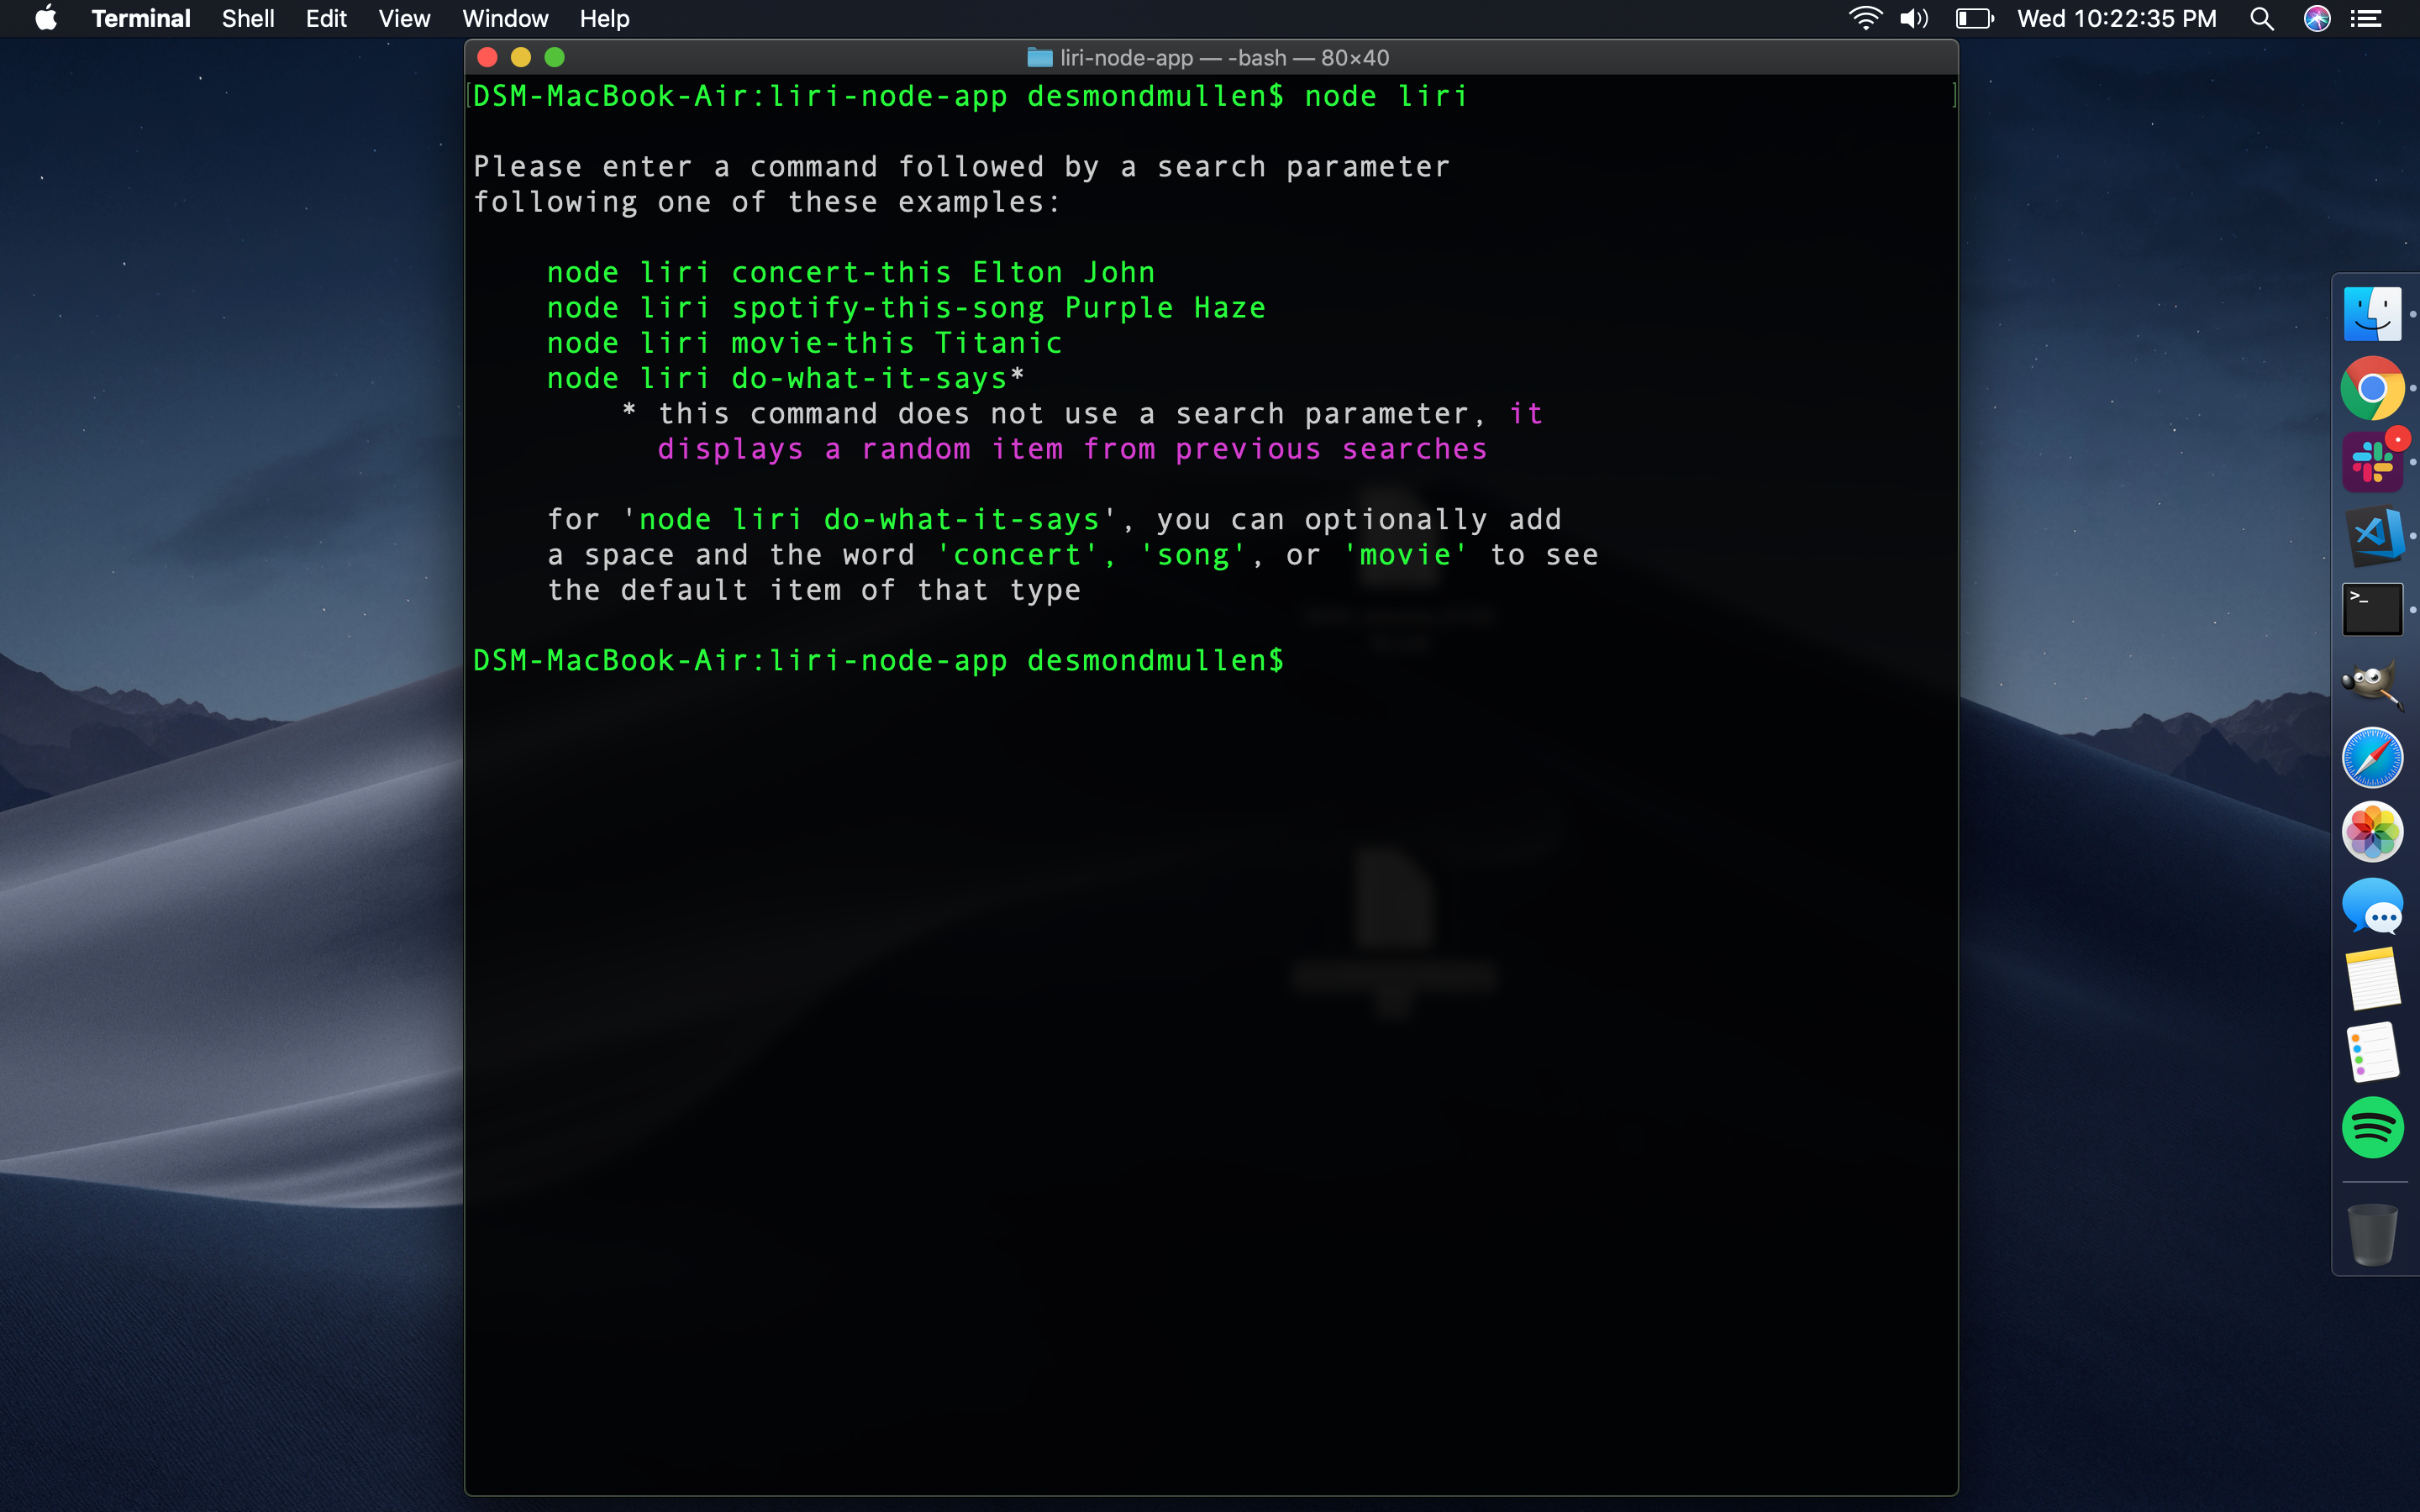 Terminal Shell Edit View Window Help Wed 10:22:35 PM
liri-node-app — -bash — 80×40
[DSM-MacBook-Air:liri-node-app desmondmullen$ node liri ]
Please enter a command followed by a search parameter
following one of these examples:
node liri concert-this Elton John
node liri spotify-this-song Purple Haze
node liri movie-this Titanic
node liri do-what-it-says*
* this command does not use a search parameter, it
displays a random item from previous searches
for 'node liri do-what-it-says', you can optionally add
a space and the word 'concert', 'song', or 'movie' to see
the default item of that type
DSM-MacBook-Air:liri-node-app desmondmullen$
>_